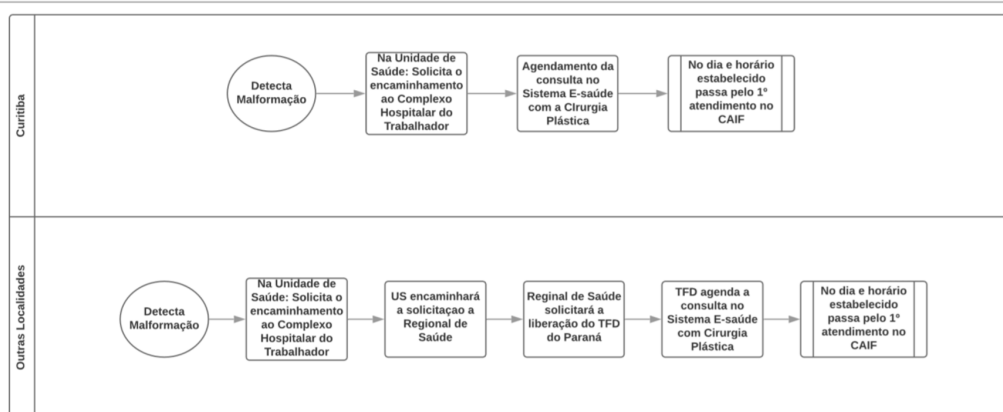 Curitiba
Detecta
Malformação
Na Unidade de
Saúde: Solicita o
encaminhamento
ao Complexo
Hospitalar do
Trabalhador
Agendamento da
consulta no
Sistema E-saúde
com a CIrurgia
Plástica
No dia e horário
estabelecido
passa pelo 1º
atendimento no
CAIF
Outras Localidades
Detecta
Malformação
Na Unidade de
Saúde: Solicita o
encaminhamento
ao Complexo
Hospitalar do
Trabalhador
US encaminhará
a solicitaçao a
Regional de
Saúde
Reginal de Saúde
solicitará a
liberação do TFD
do Paraná
TFD agenda a
consulta no
Sistema E-saúde
com Cirurgia
Plástica
No dia e horário
estabelecido
passa pelo 1º
atendimento no
CAIF